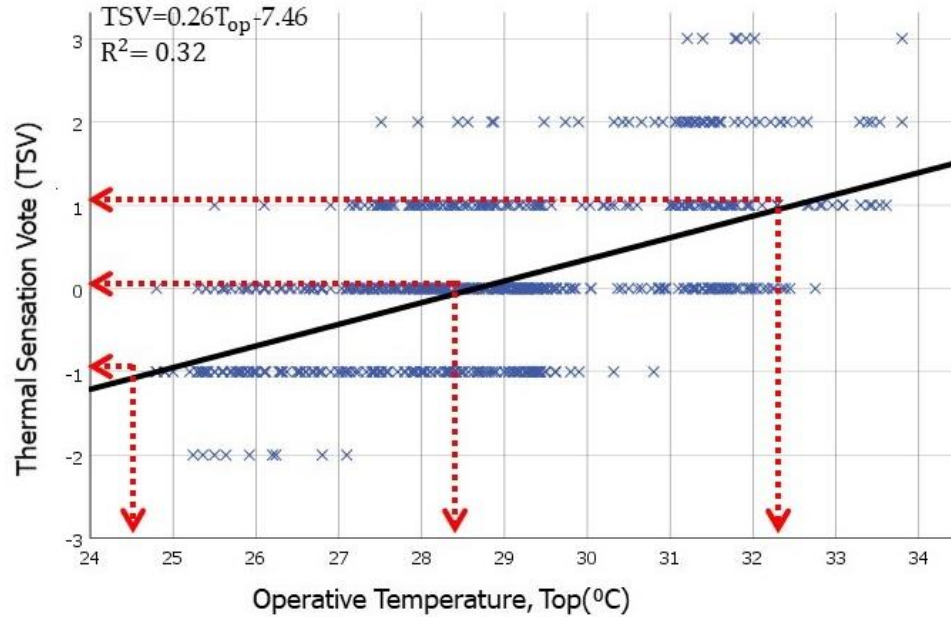 TSV=0.26Top-7.46
R²= 0.32
3
2
1
0
-1
-2
-3
24 25 26 27 28 29 30 31 32 33 34
Thermal Sensation Vote (TSV)
Operative Temperature, Top(⁰C)